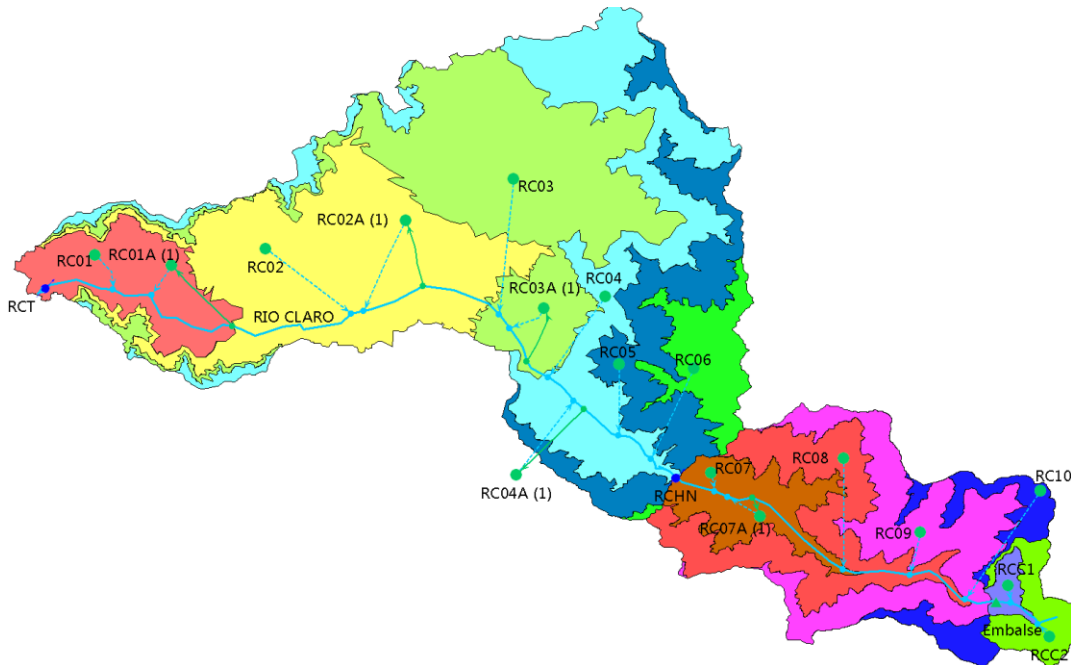 RC03
RC02A (1)
RC01
RC01A (1)
RC02
RC04
RC03A (1)
RCT
RIO CLARO
RC05
RC06
RC04A (1)
RCHN
RC07
RC08
RC10
RC07A (1)
RC09
RCC1
Embalse
RCC2